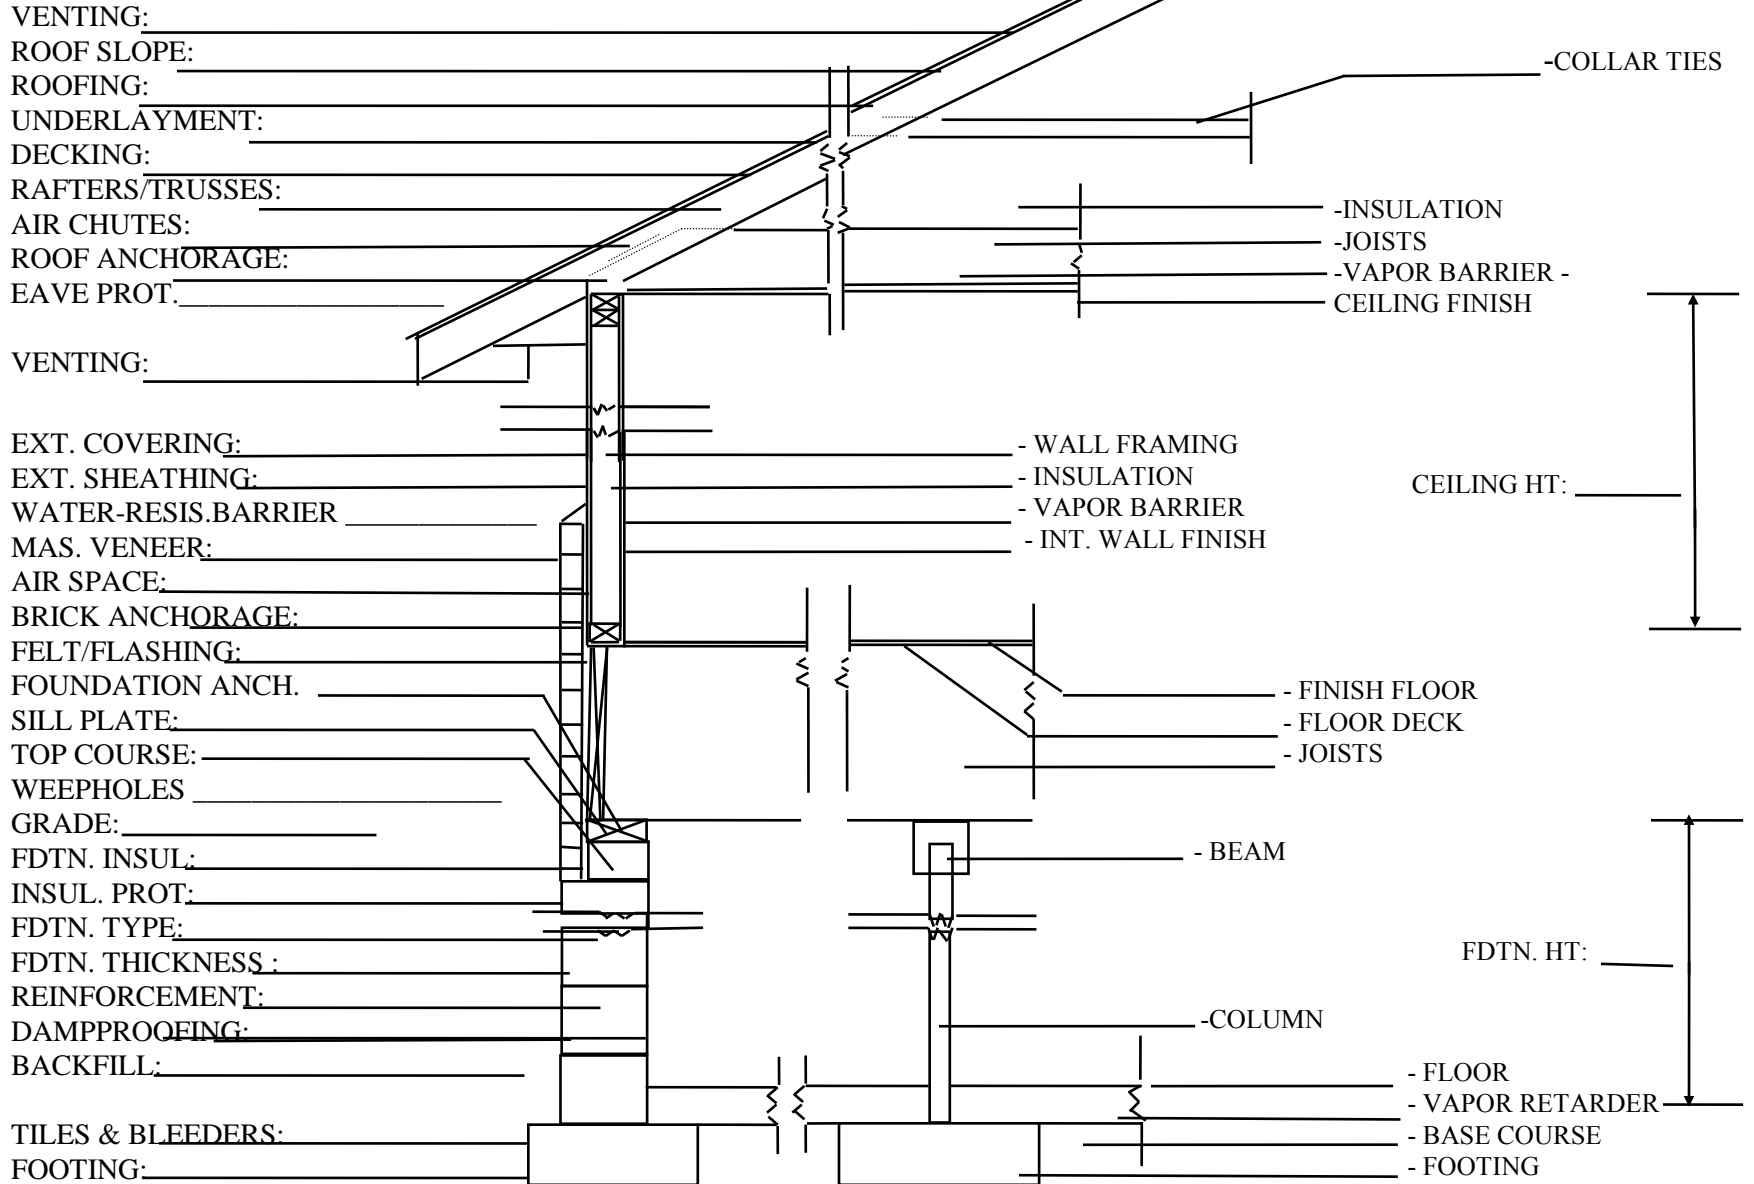 VENTING:
ROOF SLOPE:
ROOFING:
UNDERLAYMENT:
DECKING:
RAFTERS/TRUSSES:
AIR CHUTES:
ROOF ANCHORAGE:
EAVE PROT.
VENTING:
EXT. COVERING:
EXT. SHEATHING:
WATER-RESIS.BARRIER
MAS. VENEER:
AIR SPACE:
BRICK ANCHORAGE:
FELT/FLASHING:
FOUNDATION ANCH.
SILL PLATE:
TOP COURSE:
WEEPHOLES
GRADE:
FDTN. INSUL:
INSUL. PROT:
FDTN. TYPE:
FDTN. THICKNESS :
REINFORCEMENT:
DAMPPROOFING:
BACKFILL:
TILES & BLEEDERS:
FOOTING:
-COLLAR TIES
-INSULATION
-JOISTS
-VAPOR BARRIER -
CEILING FINISH
- WALL FRAMING
- INSULATION
- VAPOR BARRIER
- INT. WALL FINISH
CEILING HT:
- FINISH FLOOR
- FLOOR DECK
- JOISTS
- BEAM
FDTN. HT:
-COLUMN
- FLOOR
- VAPOR RETARDER
- BASE COURSE
- FOOTING